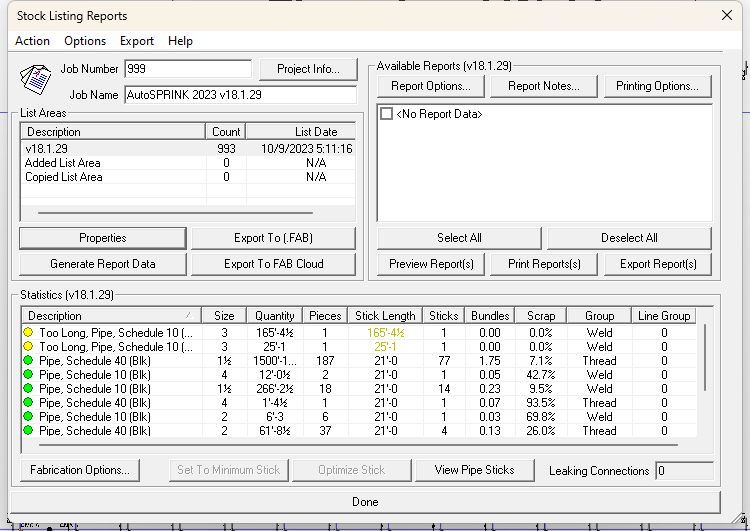 Stock Listing Reports
Action Options Export Help
Job Number 999 Project Info...
Job Name AutoSPRINK 2023 v18.1.29
List Areas
Description Count List Date
v18.1.29 993 10/9/2023 5:11:16
Added List Area 0 N/A
Copied List Area 0 N/A
Properties Export To (.FAB)
Generate Report Data Export To FAB Cloud
Available Reports (v18.1.29)
Report Options... Report Notes... Printing Options...
<No Report Data>
Select All Deselect All
Preview Report(s) Print Reports(s) Export Report(s)
Statistics (v18.1.29)
Description Size Quantity Pieces Stick Length Sticks Bundles Scrap Group Line Group
Too Long, Pipe, Schedule 10 (... 3 165'-4½ 1 165'-4½ 1 0.00 0.0% Weld 0
Too Long, Pipe, Schedule 10 (... 3 25'-1 1 25'-1 1 0.00 0.0% Weld 0
Pipe, Schedule 40 (Blk) 1½ 1500'-1... 187 21'-0 77 1.75 7.1% Thread 0
Pipe, Schedule 10 (Blk) 4 12'-0½ 2 21'-0 1 0.05 42.7% Weld 0
Pipe, Schedule 10 (Blk) 1½ 266'-2½ 18 21'-0 14 0.23 9.5% Weld 0
Pipe, Schedule 40 (Blk) 4 1'-4½ 1 21'-0 1 0.07 93.5% Thread 0
Pipe, Schedule 10 (Blk) 2 6'-3 6 21'-0 1 0.03 69.8% Weld 0
Pipe, Schedule 40 (Blk) 2 61'-8½ 37 21'-0 4 0.13 26.0% Thread 0
Fabrication Options... Set To Minimum Stick Optimize Stick View Pipe Sticks Leaking Connections 0
Done